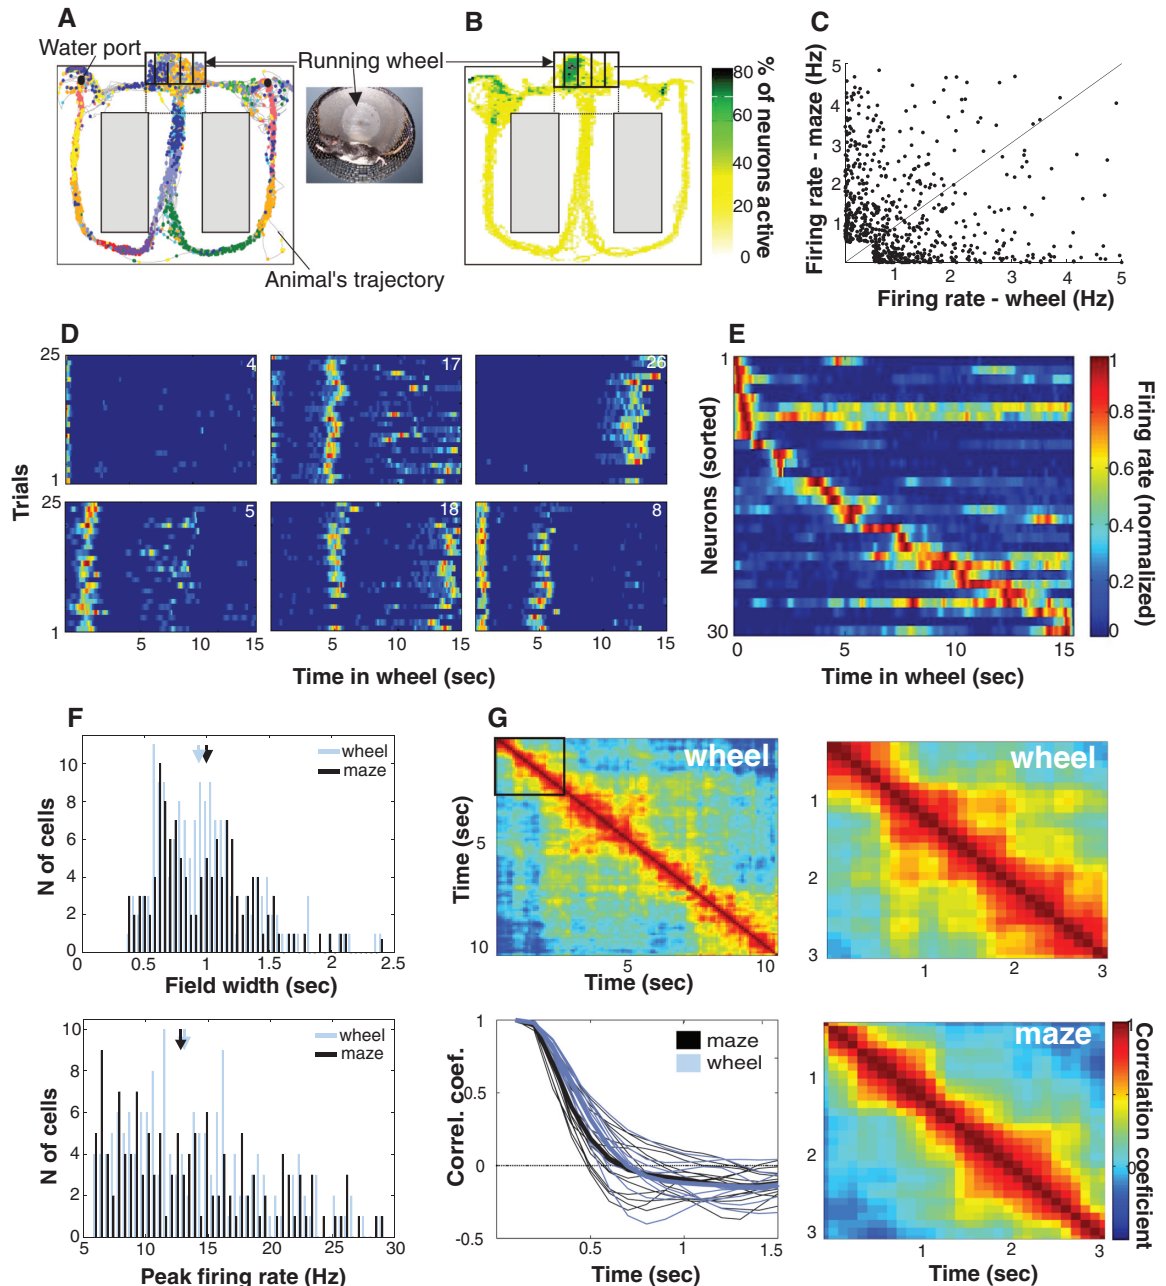 A
B
C
Water port
Running wheel
Animal's trajectory
% of neurons active
80
60
40
20
0
Firing rate - maze (Hz)
5
4
3
2
1
1
2
3
4
5
Firing rate - wheel (Hz)
D
E
25
4
17
26
1
Trials
25
5
18
8
1
5
10
15
5
10
15
5
10
15
Time in wheel (sec)
Neurons (sorted)
1
30
0
5
10
15
Time in wheel (sec)
1
0.8
0.6
0.4
0.2
0
Firing rate (normalized)
F
G
wheel
maze
N of cells
10
8
6
4
2
0
0
0.5
1
1.5
2
2.5
Field width (sec)
wheel
Time (sec)
5
10
5
10
Time (sec)
wheel
1
2
3
1
2
3
wheel
maze
N of cells
10
8
6
4
2
0
5
10
15
20
25
30
Peak firing rate (Hz)
maze
wheel
Correl. coef.
1
0.5
0
-0.5
0.5
1
1.5
Time (sec)
maze
1
2
3
1
2
3
Time (sec)
1
0
Correlation coeficient